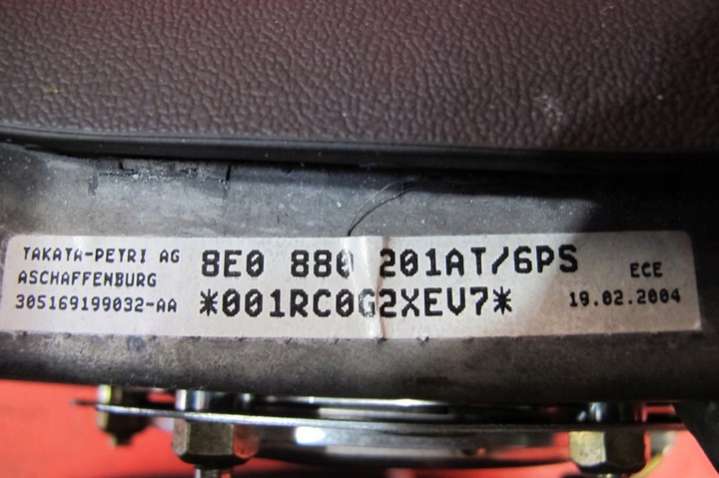 TAKATA-PETRI AG
ASCHAFFENBURG
305169199032-AA
8E0 880 201AT/6PS
*001RC0G2XEV7*
ECE
19.02.2004